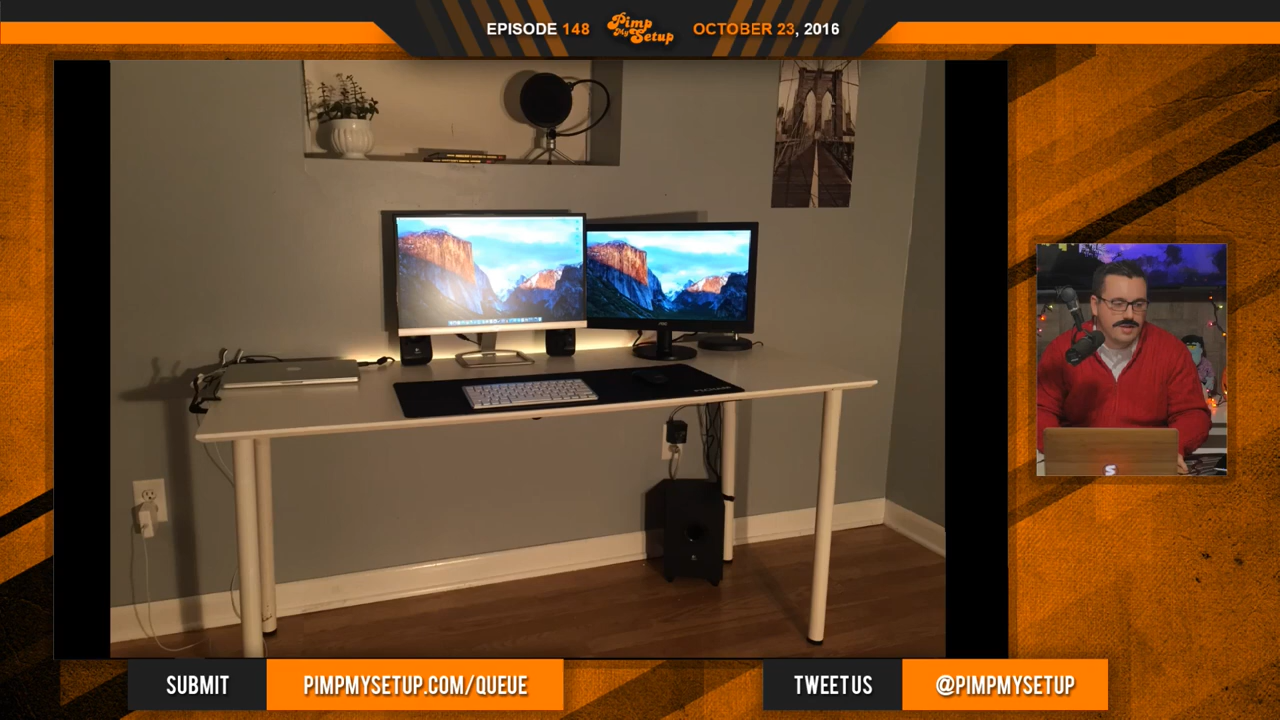 EPISODE 148
Pimp
My
Setup
OCTOBER 23, 2016
SUBMIT
PIMPMYSETUP.COM/QUEUE
TWEET US
@PIMPMYSETUP